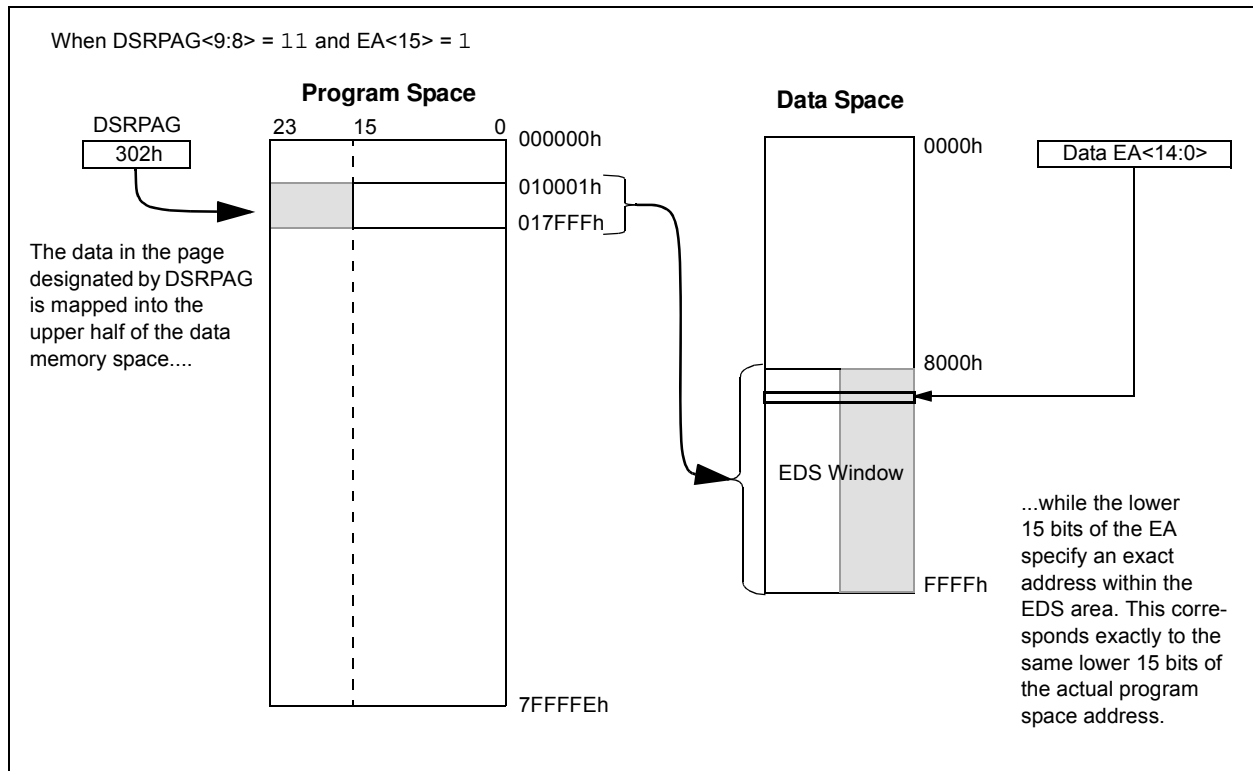 When DSRPAG<9:8> = 11 and EA<15> = 1
Program Space
Data Space
DSRPAG
302h
23
15
0
000000h
010001h
017FFFh
7FFFFEh
The data in the page
designated by DSRPAG
is mapped into the
upper half of the data
memory space....
0000h
8000h
EDS Window
FFFFh
Data EA<14:0>
...while the lower
15 bits of the EA
specify an exact
address within the
EDS area. This corre-
sponds exactly to the
same lower 15 bits of
the actual program
space address.